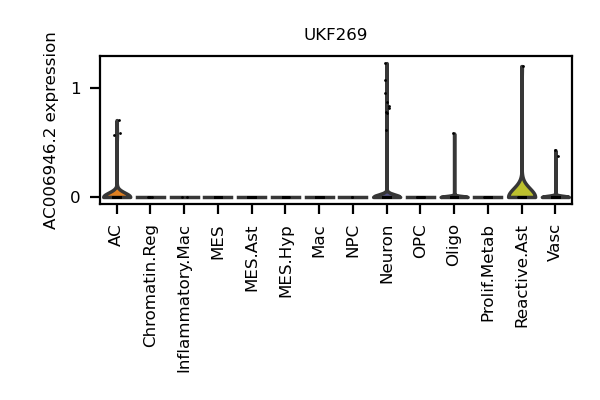 UKF269
AC006946.2 expression
1
0
AC
Chromatin.Reg
Inflammatory.Mac
MES
MES.Ast
MES.Hyp
Mac
NPC
Neuron
OPC
Oligo
Prolif.Metab
Reactive.Ast
Vasc